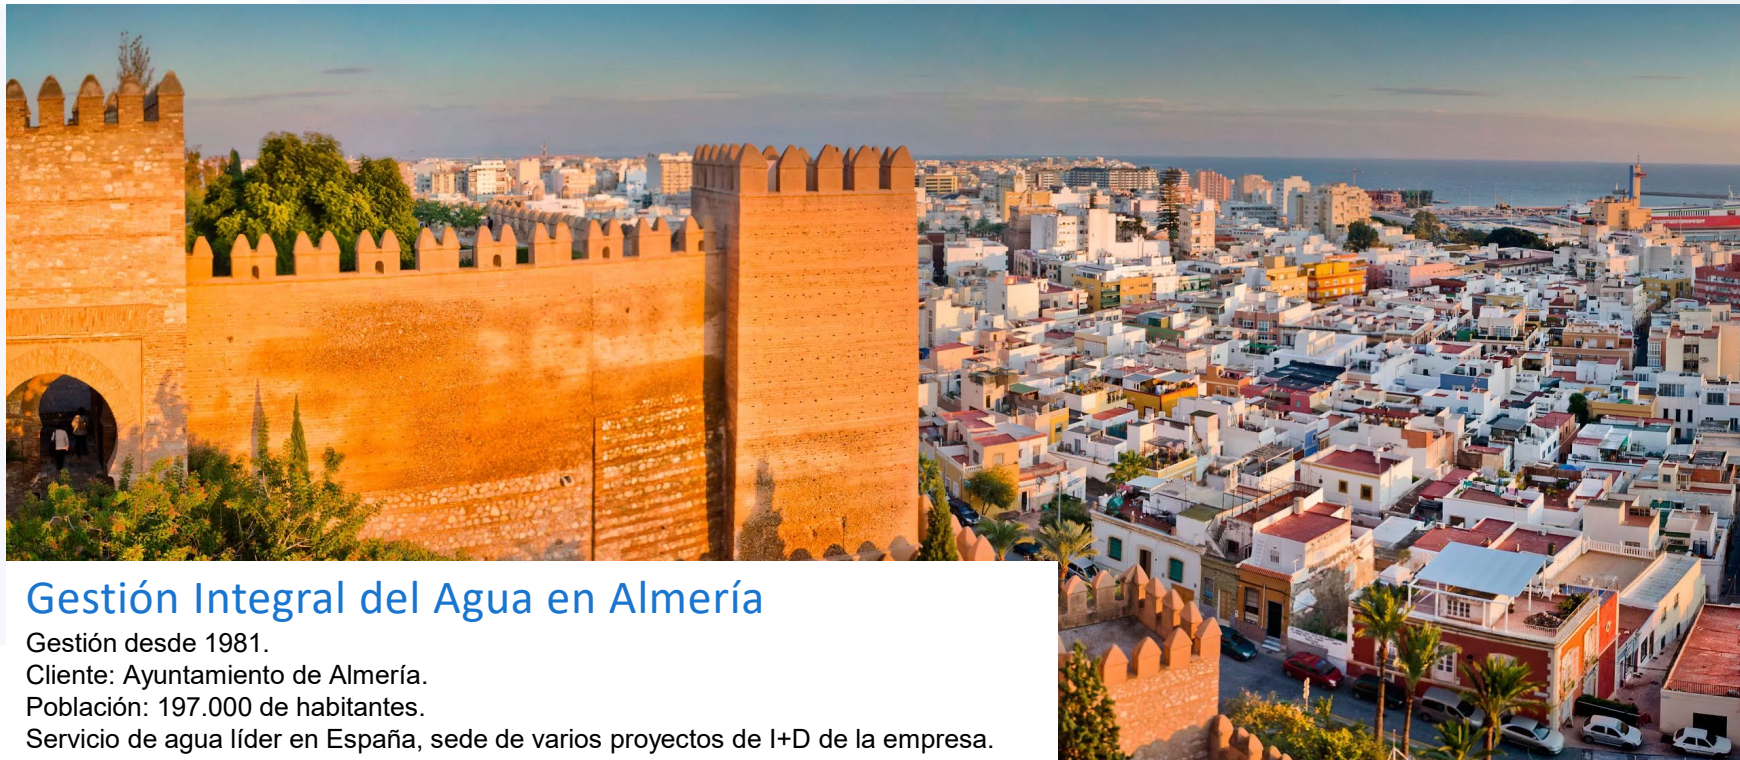 Gestión Integral del Agua en Almería
Gestión desde 1981.
Cliente: Ayuntamiento de Almería.
Población: 197.000 de habitantes.
Servicio de agua líder en España, sede de varios proyectos de I+D de la empresa.